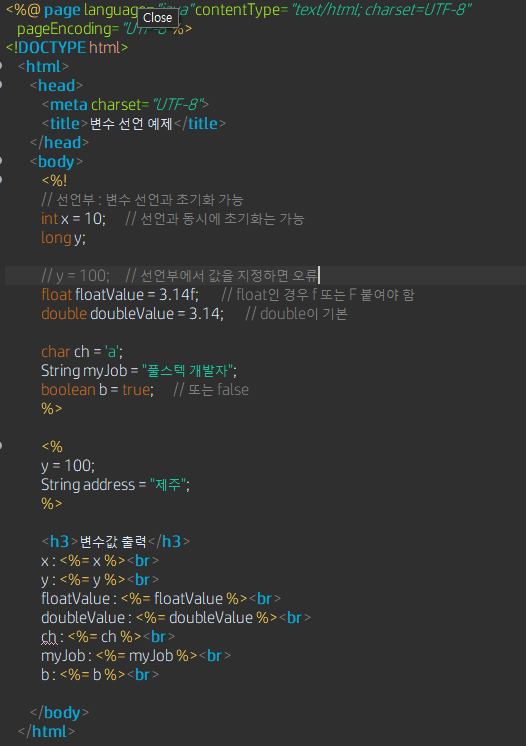 <%@ page language="java" contentType="text/html; charset=UTF-8"
Close
pageEncoding="UTF-8"%>
<!DOCTYPE html>
<html>
<head>
<meta charset="UTF-8">
<title>변수 선언 예제</title>
</head>
<body>
<%!
// 선언부 : 변수 선언과 초기화 가능
int x = 10; // 선언과 동시에 초기화는 가능
long y;
// y = 100; // 선언부에서 값을 지정하면 오류
float floatValue = 3.14f; // float인 경우 f 또는 F 붙여야 함
double doubleValue = 3.14; // double이 기본
char ch = 'a';
String myJob = "풀스텍 개발자";
boolean b = true; // 또는 false
%>
<%
y = 100;
String address = "제주";
%>
<h3>변수값 출력</h3>
x : <%= x %><br>
y : <%= y %><br>
floatValue : <%= floatValue %><br>
doubleValue : <%= doubleValue %><br>
ch : <%= ch %><br>
myJob : <%= myJob %><br>
b : <%= b %><br>
</body>
</html>